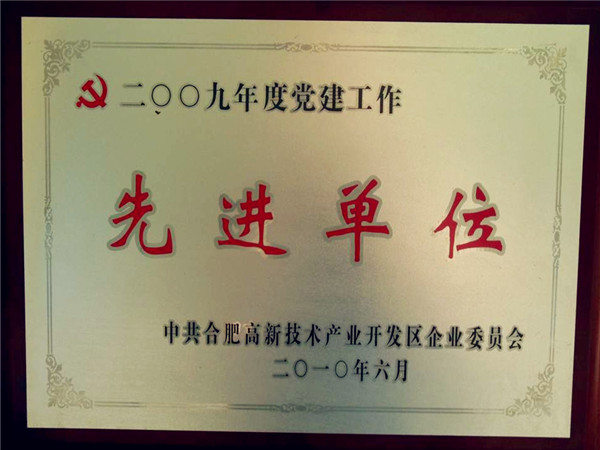 二〇〇九年度党建工作
先进单位
中共合肥高新技术产业开发区企业委员会
二〇一〇年六月